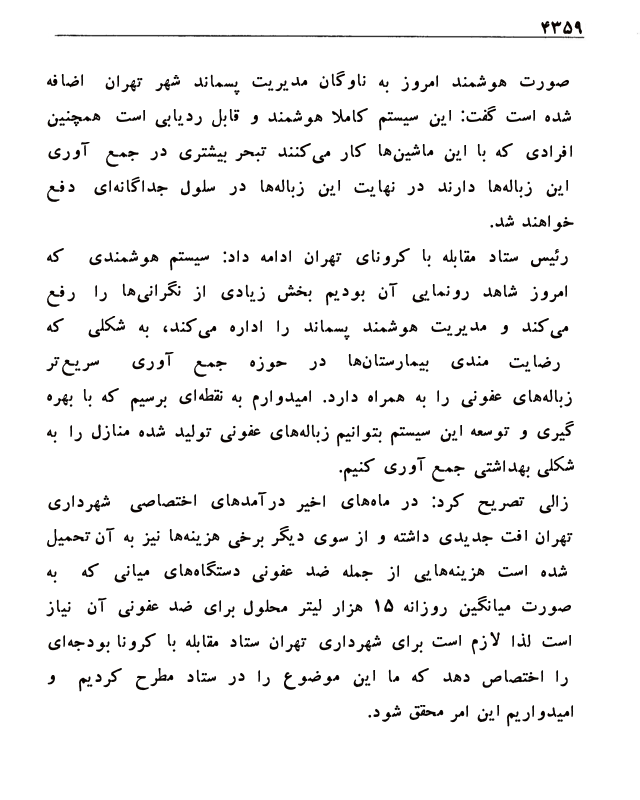 ۴۳۵۹
صورت هوشمند امروز به ناوگان مدیریت پسماند شهر تهران اضافه
شده است گفت: این سیستم کاملا هوشمند و قابل ردیابی است همچنین
افرادی که با این ماشین‌ها کار می‌کنند تبحر بیشتری در جمع آوری
این زباله‌ها دارند در نهایت این زباله‌ها در سلول جداگانه‌ای دفع
خواهند شد.
رئیس ستاد مقابله با کرونای تهران ادامه داد: سیستم هوشمندی که
امروز شاهد رونمایی آن بودیم بخش زیادی از نگرانی‌ها را رفع
می‌کند و مدیریت هوشمند پسماند را اداره می‌کند، به شکلی که
رضایت مندی بیمارستان‌ها در حوزه جمع آوری سریع‌تر
زباله‌های عفونی را به همراه دارد. امیدوارم به نقطه‌ای برسیم که با بهره
گیری و توسعه این سیستم بتوانیم زباله‌های عفونی تولید شده منازل را به
شکلی بهداشتی جمع آوری کنیم.
زالی تصریح کرد: در ماه‌های اخیر درآمدهای اختصاصی شهرداری
تهران افت جدیدی داشته و از سوی دیگر برخی هزینه‌ها نیز به آن تحمیل
شده است هزینه‌هایی از جمله ضد عفونی دستگاه‌های میانی که به
صورت میانگین روزانه ۱۵ هزار لیتر محلول برای ضد عفونی آن نیاز
است لذا لازم است برای شهرداری تهران ستاد مقابله با کرونا بودجه‌ای
را اختصاص دهد که ما این موضوع را در ستاد مطرح کردیم و
امیدواریم این امر محقق شود.